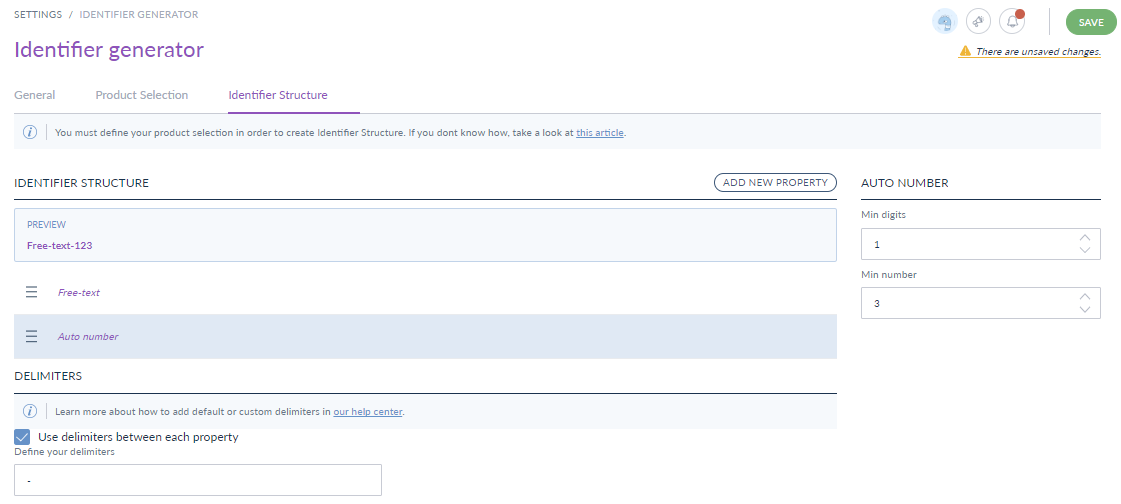 SETTINGS / IDENTIFIER GENERATOR
SAVE
Identifier generator
There are unsaved changes.
General Product Selection Identifier Structure
You must define your product selection in order to create Identifier Structure. If you dont know how, take a look at this article.
IDENTIFIER STRUCTURE
ADD NEW PROPERTY
PREVIEW
Free-text-123
Free-text
Auto number
AUTO NUMBER
Min digits
1
Min number
3
DELIMITERS
Learn more about how to add default or custom delimiters in our help center.
Use delimiters between each property
Define your delimiters
-